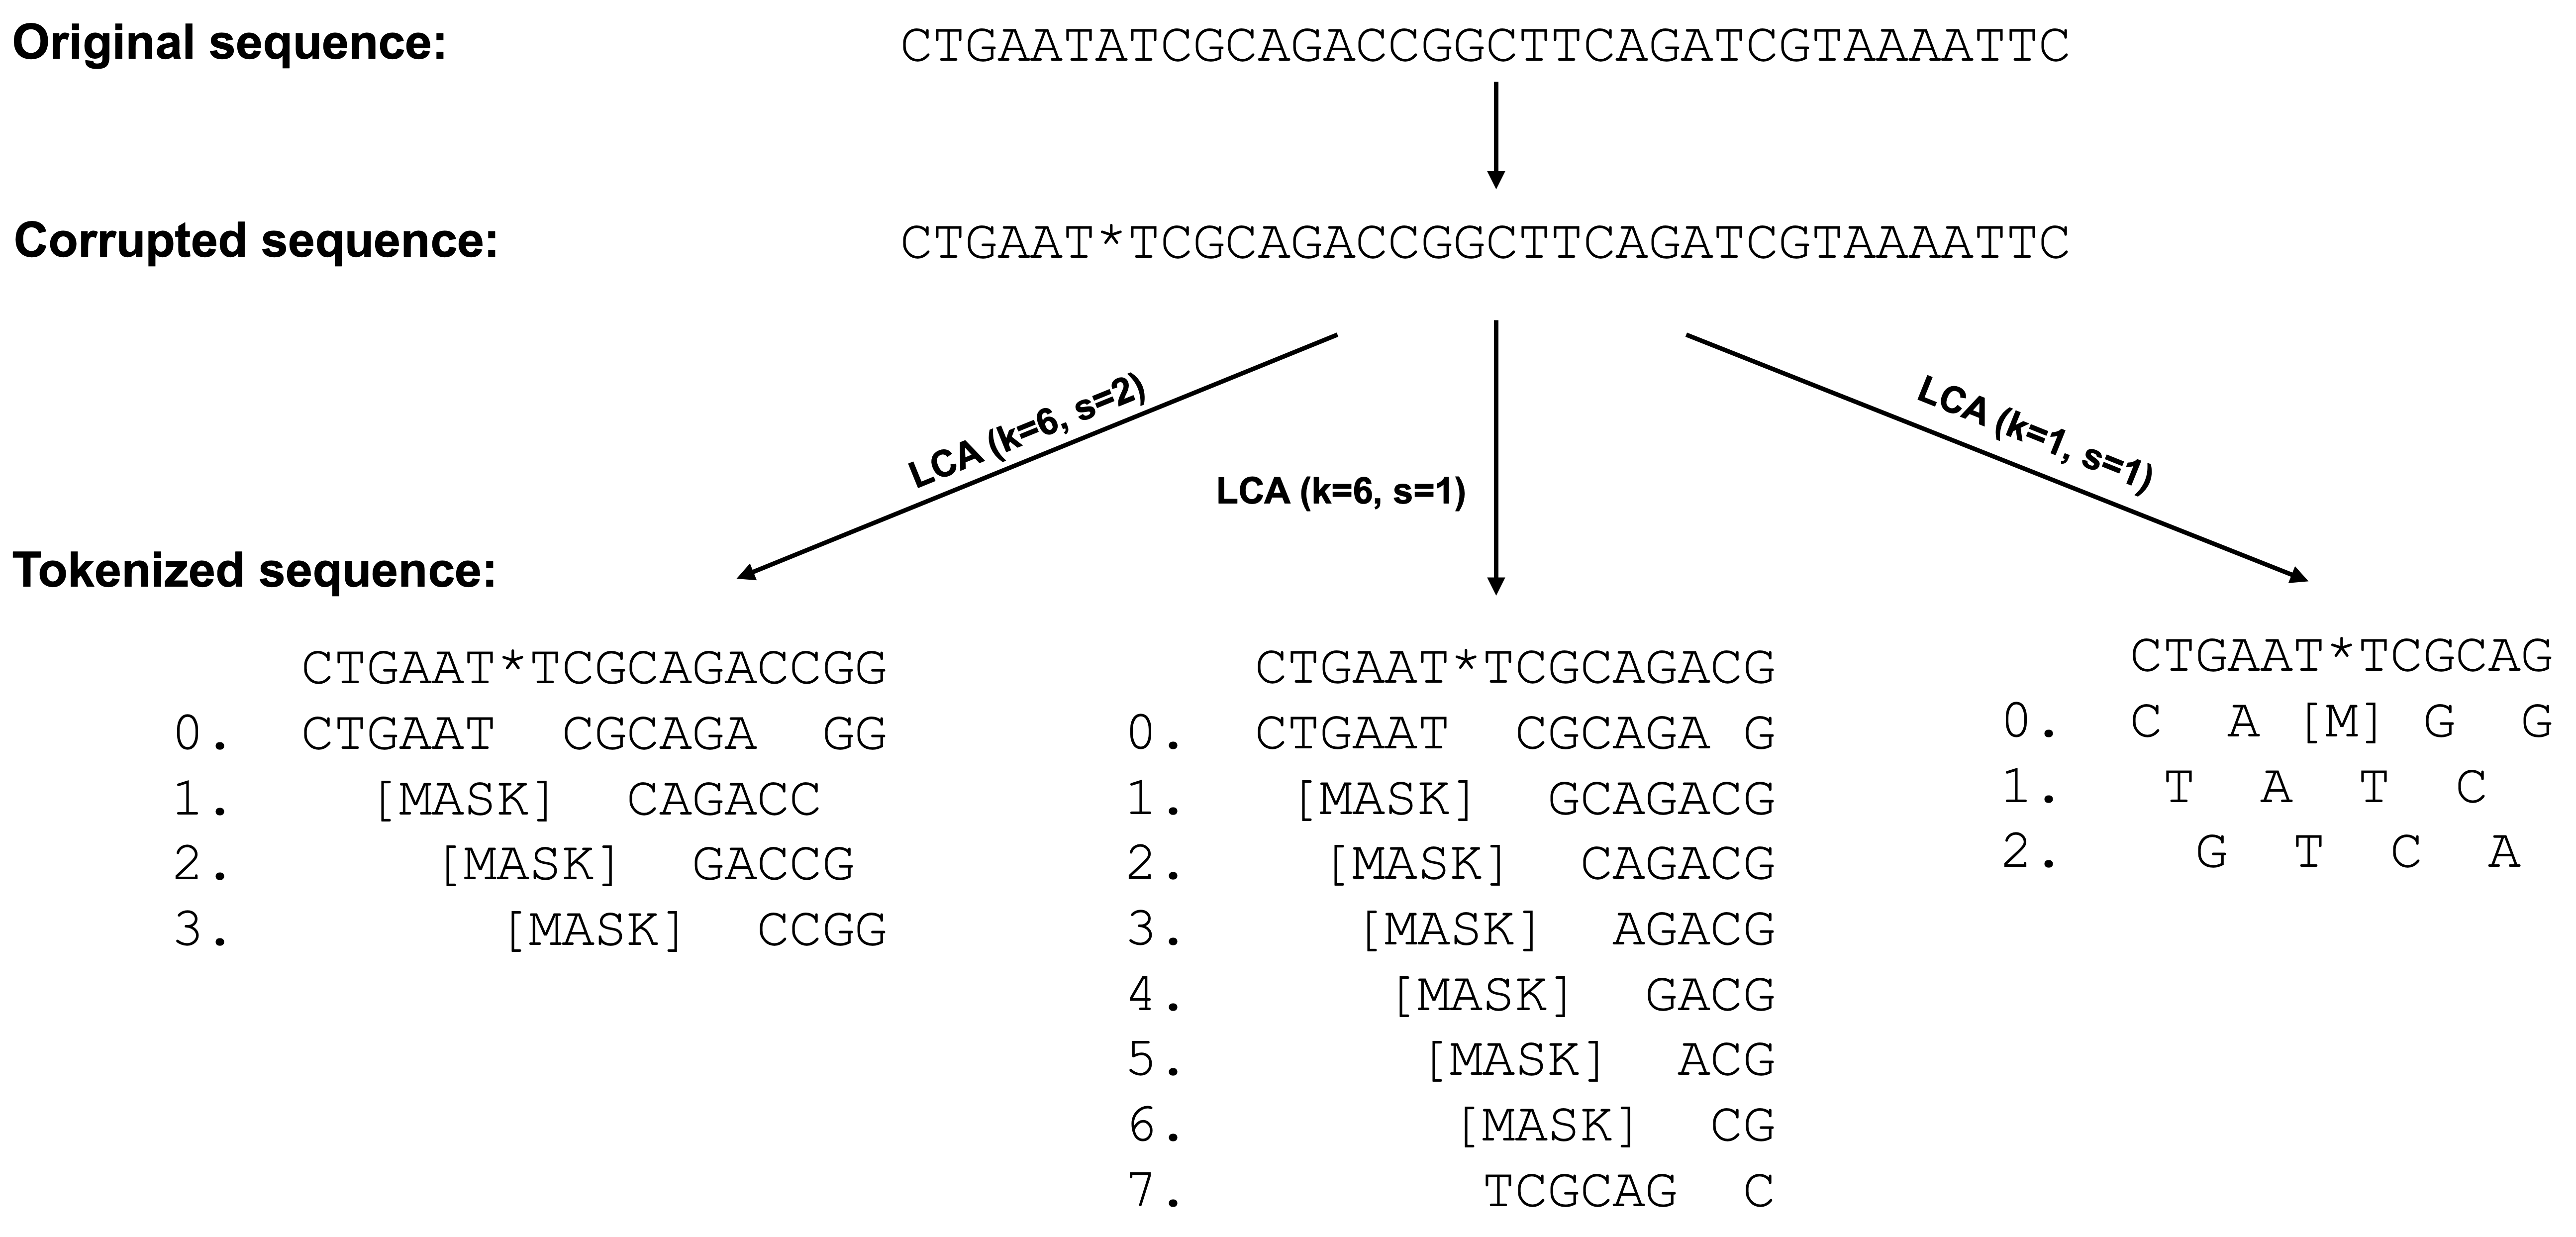 Original sequence: CTGAATATCGCAGACCGGCTTCAGATCGTAAAATTC
Corrupted sequence: CTGAAT*TCGCAGACCGGCTTCAGATCGTAAAATTC
LCA (k=6, s=2)
LCA (k=6, s=1)
LCA (k=1, s=1)
Tokenized sequence:
CTGAAT*TCGCAGACCGG
0. CTGAAT CGCAGA GG
1. [MASK] CAGACC
2. [MASK] GACCG
3. [MASK] CCGG
CTGAAT*TCGCAGACG
0. CTGAAT CGCAGA G
1. [MASK] GCAGACG
2. [MASK] CAGACG
3. [MASK] AGACG
4. [MASK] GACG
5. [MASK] ACG
6. [MASK] CG
7. TCGCAG C
CTGAAT*TCGCAG
0. C A [M] G G
1. T A T C
2. G T C A